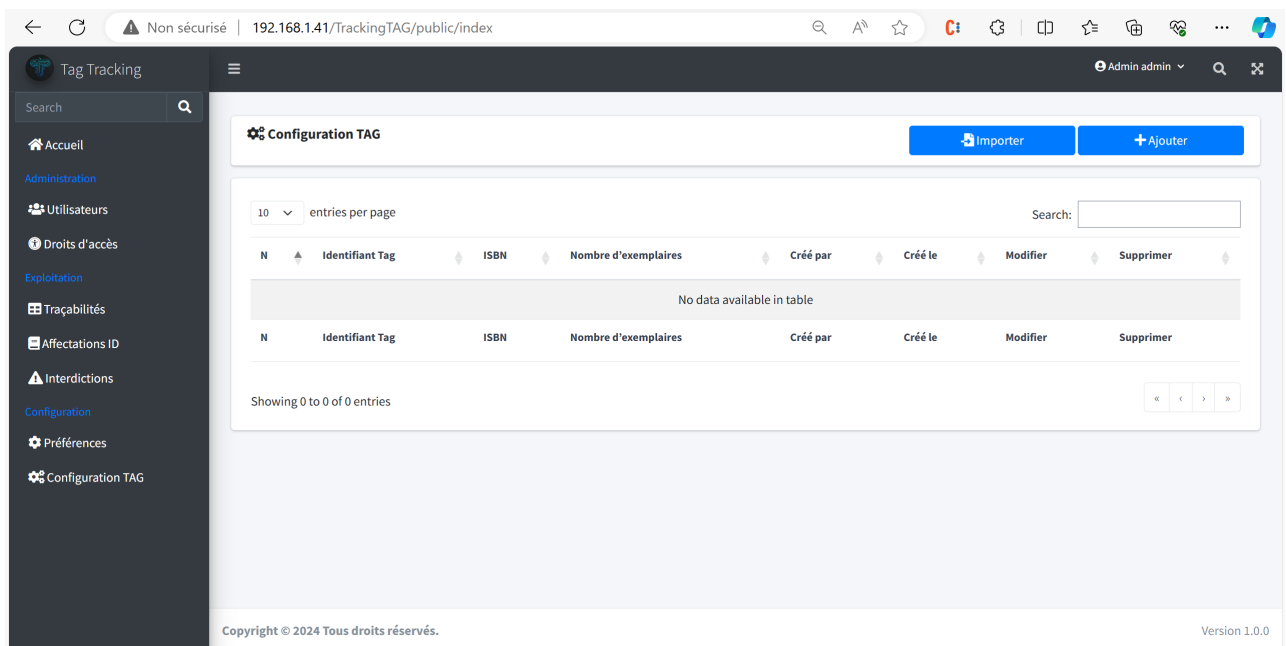 Non sécurisé | 192.168.1.41/TrackingTAG/public/index
Tag Tracking
Admin admin
Search
Accueil
Administration
Utilisateurs
Droits d'accès
Exploitation
Traçabilités
Affectations ID
Interdictions
Configuration
Préférences
Configuration TAG
Configuration TAG
Importer
Ajouter
10 entries per page
Search:
N Identifiant Tag ISBN Nombre d'exemplaires Créé par Créé le Modifier Supprimer
No data available in table
N Identifiant Tag ISBN Nombre d'exemplaires Créé par Créé le Modifier Supprimer
Showing 0 to 0 of 0 entries
« ‹ › »
Copyright © 2024 Tous droits réservés.
Version 1.0.0